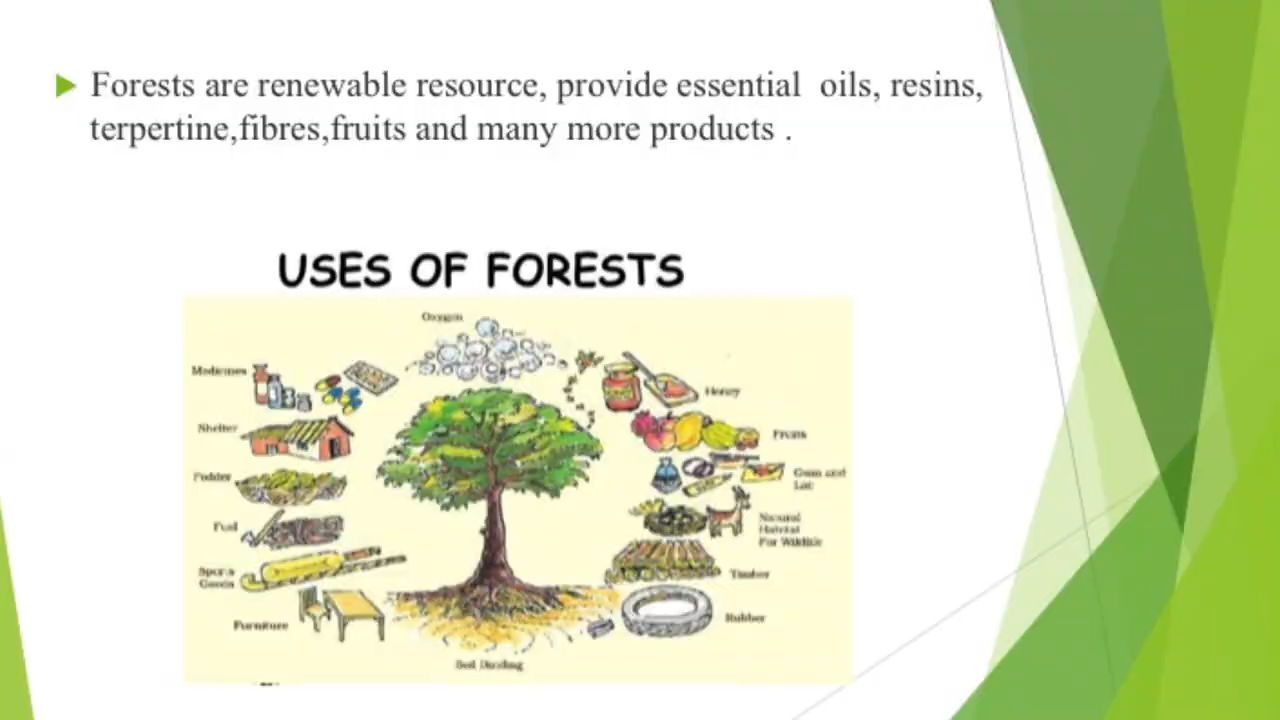 Forests are renewable resource, provide essential oils, resins,
terpertine,fibres,fruits and many more products .
USES OF FORESTS
Oxygen
Medicines
Honey
Shelter
Fruits
Fodder
Gum and
Lac
Fuel
Natural
Habitat
For Wildlife
Sports
Goods
Timber
Furniture
Rubber
Soil Binding